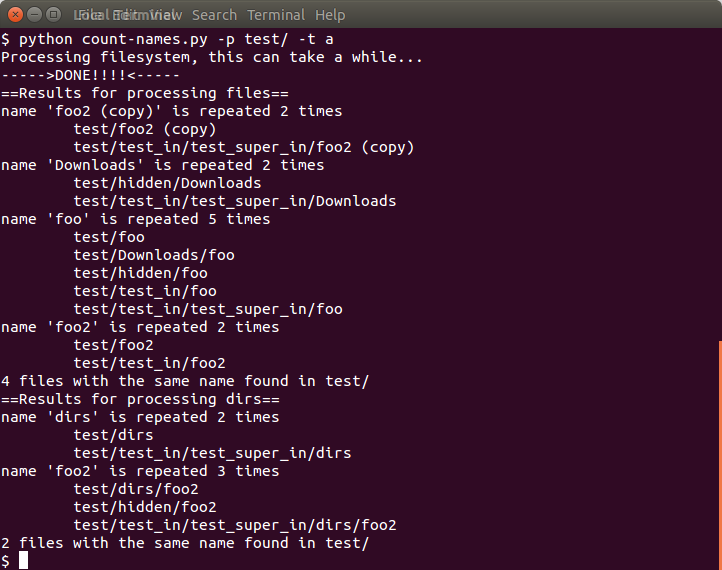 File Edit View Search Terminal Help
$ python count-names.py -p test/ -t a
Processing filesystem, this can take a while...
----->DONE!!!!<-----
==Results for processing files==
name 'foo2 (copy)' is repeated 2 times
        test/foo2 (copy)
        test/test_in/test_super_in/foo2 (copy)
name 'Downloads' is repeated 2 times
        test/hidden/Downloads
        test/test_in/test_super_in/Downloads
name 'foo' is repeated 5 times
        test/foo
        test/Downloads/foo
        test/hidden/foo
        test/test_in/foo
        test/test_in/test_super_in/foo
name 'foo2' is repeated 2 times
        test/foo2
        test/test_in/foo2
4 files with the same name found in test/
==Results for processing dirs==
name 'dirs' is repeated 2 times
        test/dirs
        test/test_in/test_super_in/dirs
name 'foo2' is repeated 3 times
        test/dirs/foo2
        test/hidden/foo2
        test/test_in/test_super_in/dirs/foo2
2 files with the same name found in test/
$